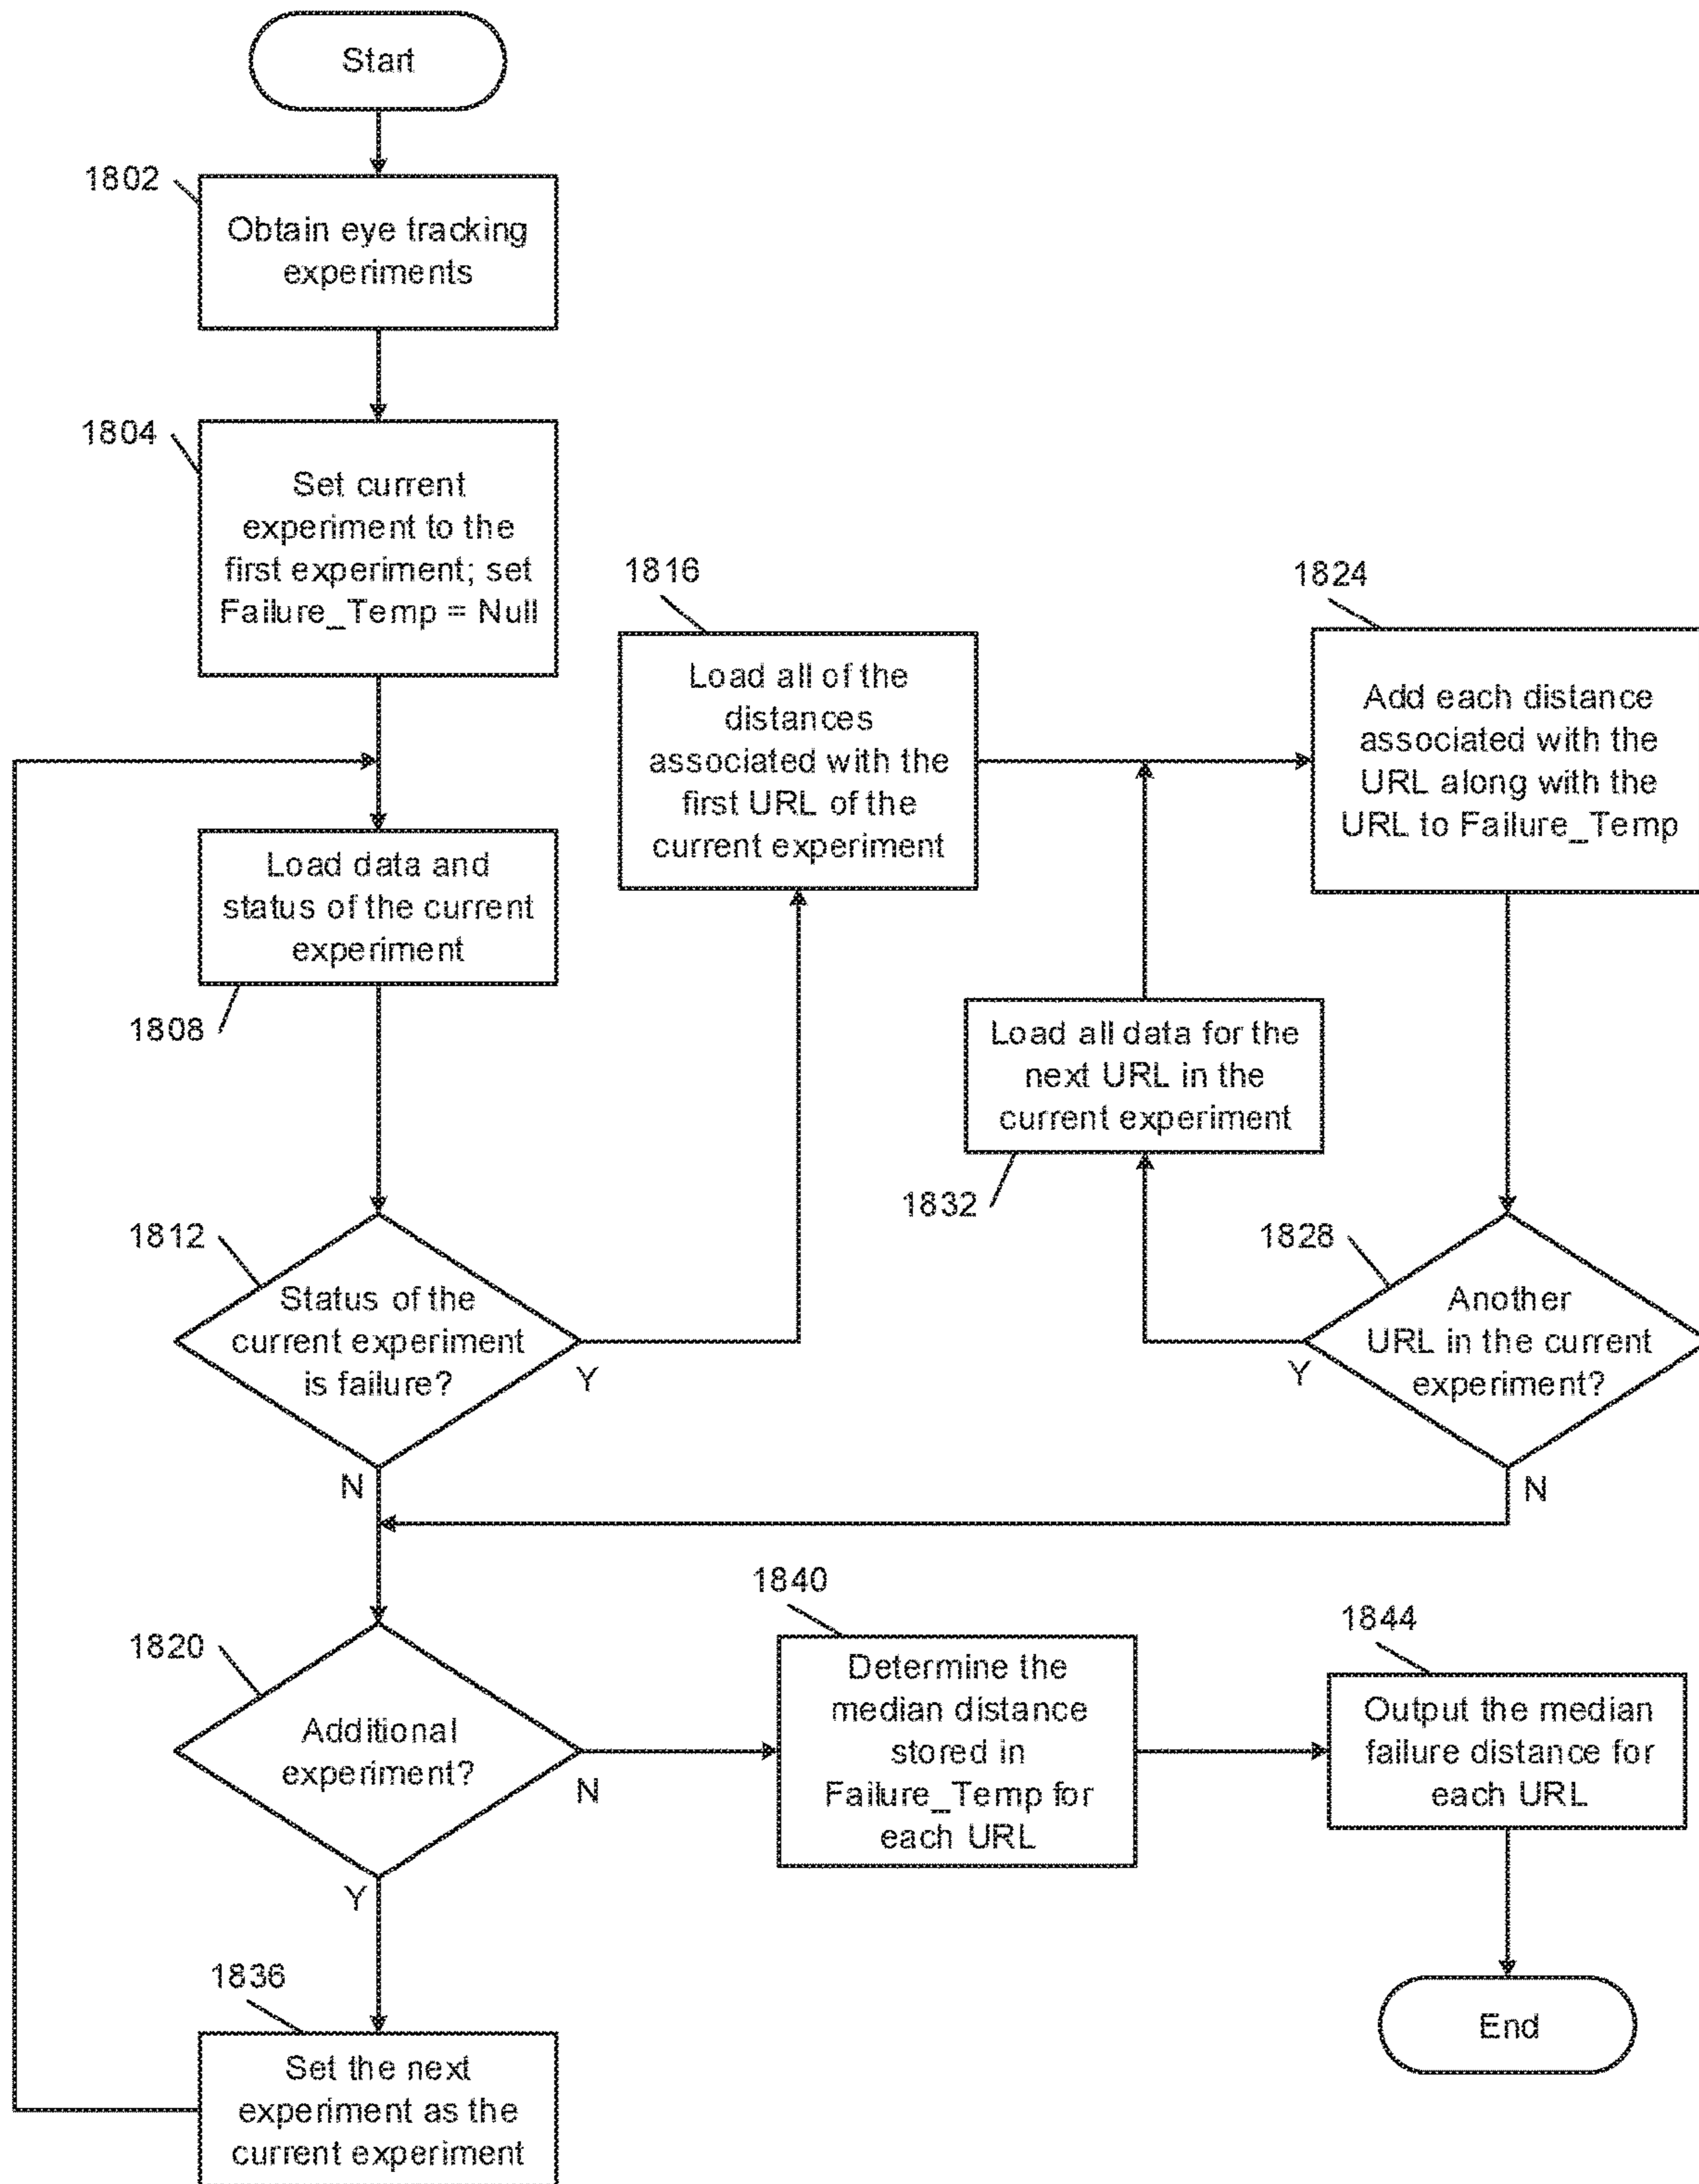 Start
1802
Obtain eye tracking
experiments
1804
Set current
experiment to the
first experiment; set
Failure_Temp = Null
1816
Load all of the
distances
associated with the
first URL of the
current experiment
1824
Add each distance
associated with the
URL along with the
URL to Failure_Temp
Load data and
status of the current
experiment
1808
Load all data for the
next URL in the
current experiment
1832
1812
Status of the
current experiment
is failure?
Y
N
1828
Another
URL in the current
experiment?
Y
N
1820
Additional
experiment?
N
Y
1840
Determine the
median distance
stored in
Failure_Temp for
each URL
1844
Output the median
failure distance for
each URL
End
1836
Set the next
experiment as the
current experiment